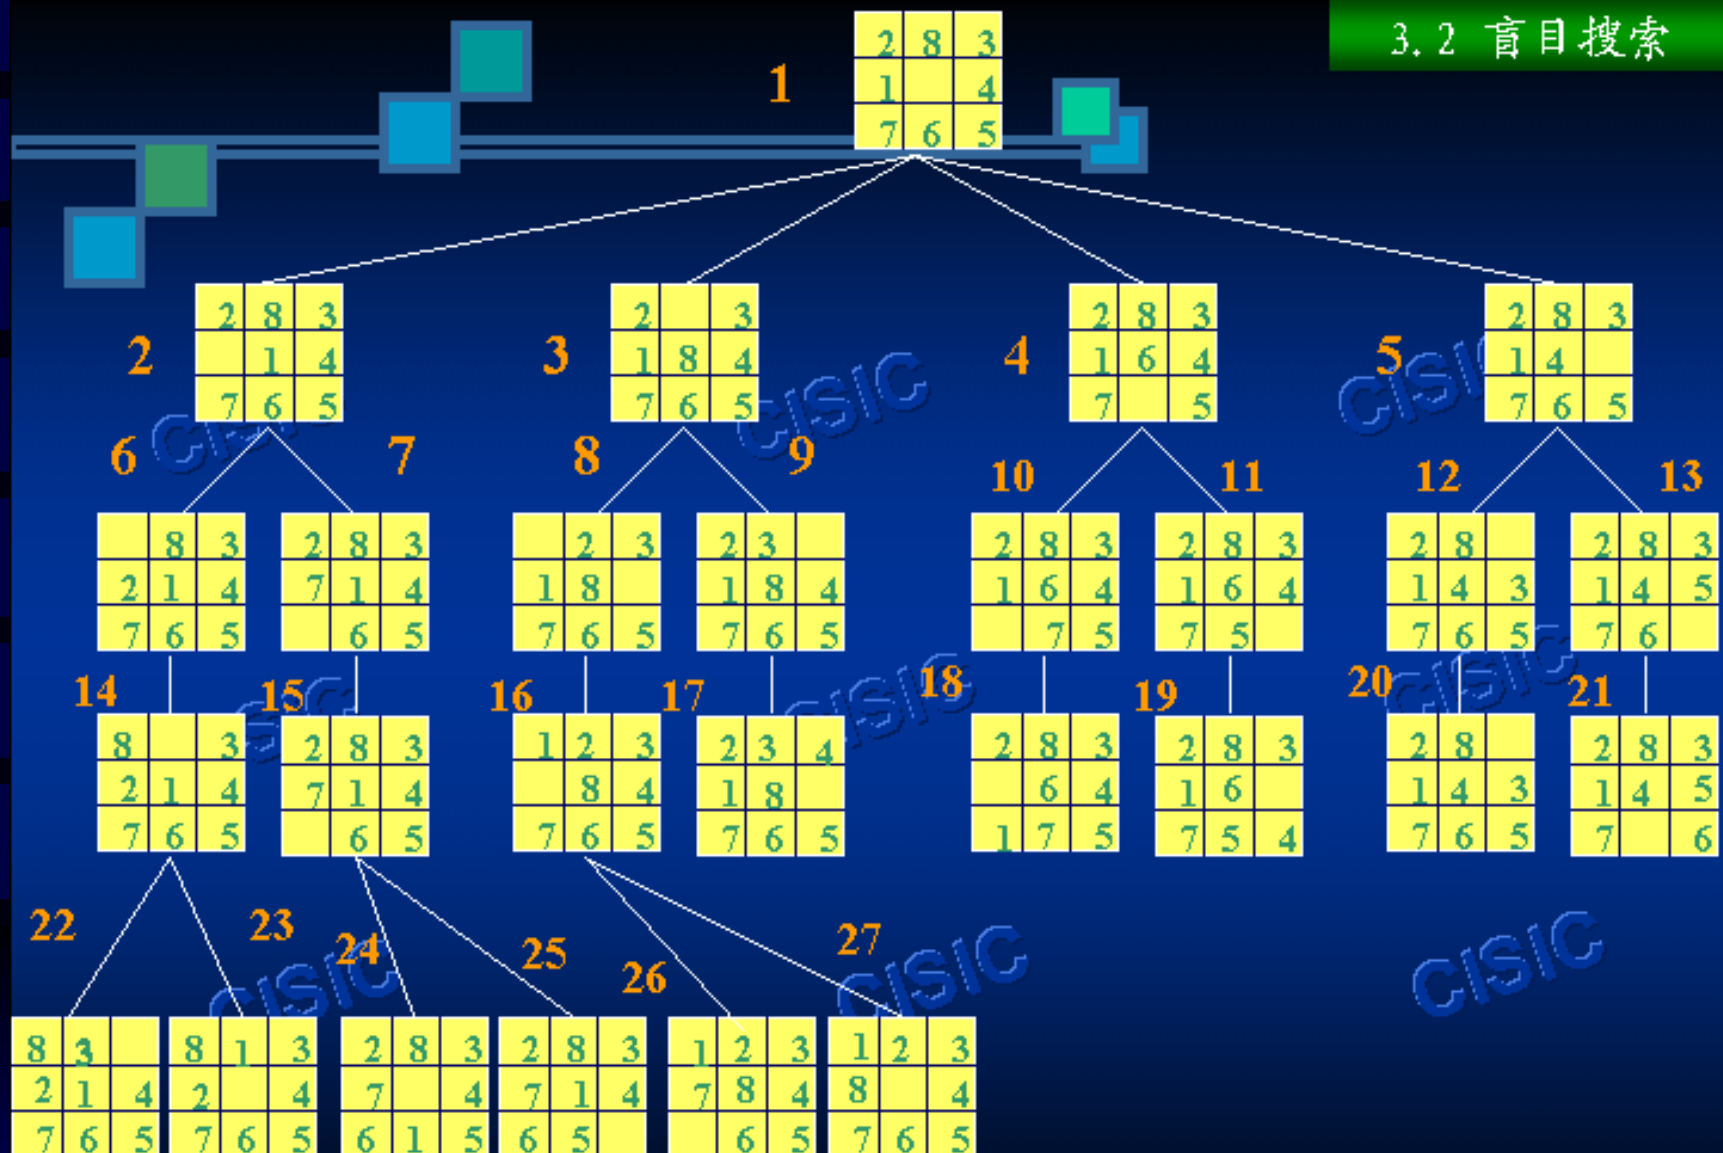 3.2 盲目搜索
1
2 8 3
1 4
7 6 5
2 3 4 5
2 8 3 2 3 2 8 3 2 8 3
1 4 1 8 4 1 6 4 1 4
7 6 5 7 6 5 7 5 7 6 5
6 7 8 9 10 11 12 13
8 3 2 8 3 2 3 2 3 2 8 3 2 8 3 2 8 2 8 3
2 1 4 7 1 4 1 8 1 8 4 1 6 4 1 6 4 1 4 3 1 4 5
7 6 5 6 5 7 6 5 7 6 5 7 5 7 5 7 6 5 7 6
14 15 16 17 18 19 20 21
8 3 2 8 3 1 2 3 2 3 4 2 8 3 2 8 3 2 8 2 8 3
2 1 4 7 1 4 8 4 1 8 6 4 1 6 1 4 3 1 4 5
7 6 5 6 5 7 6 5 7 6 5 1 7 5 7 5 4 7 6 5 7 6
22 23 24 25 26 27
8 3 8 1 3 2 8 3 2 8 3 1 2 3 1 2 3
2 1 4 2 4 7 4 7 1 4 7 8 4 8 4
7 6 5 7 6 5 6 1 5 6 5 6 5 7 6 5
CISIC
CISIC
CISIC
CISIC
CISIC
CISIC
CISIC
CISIC
CISIC